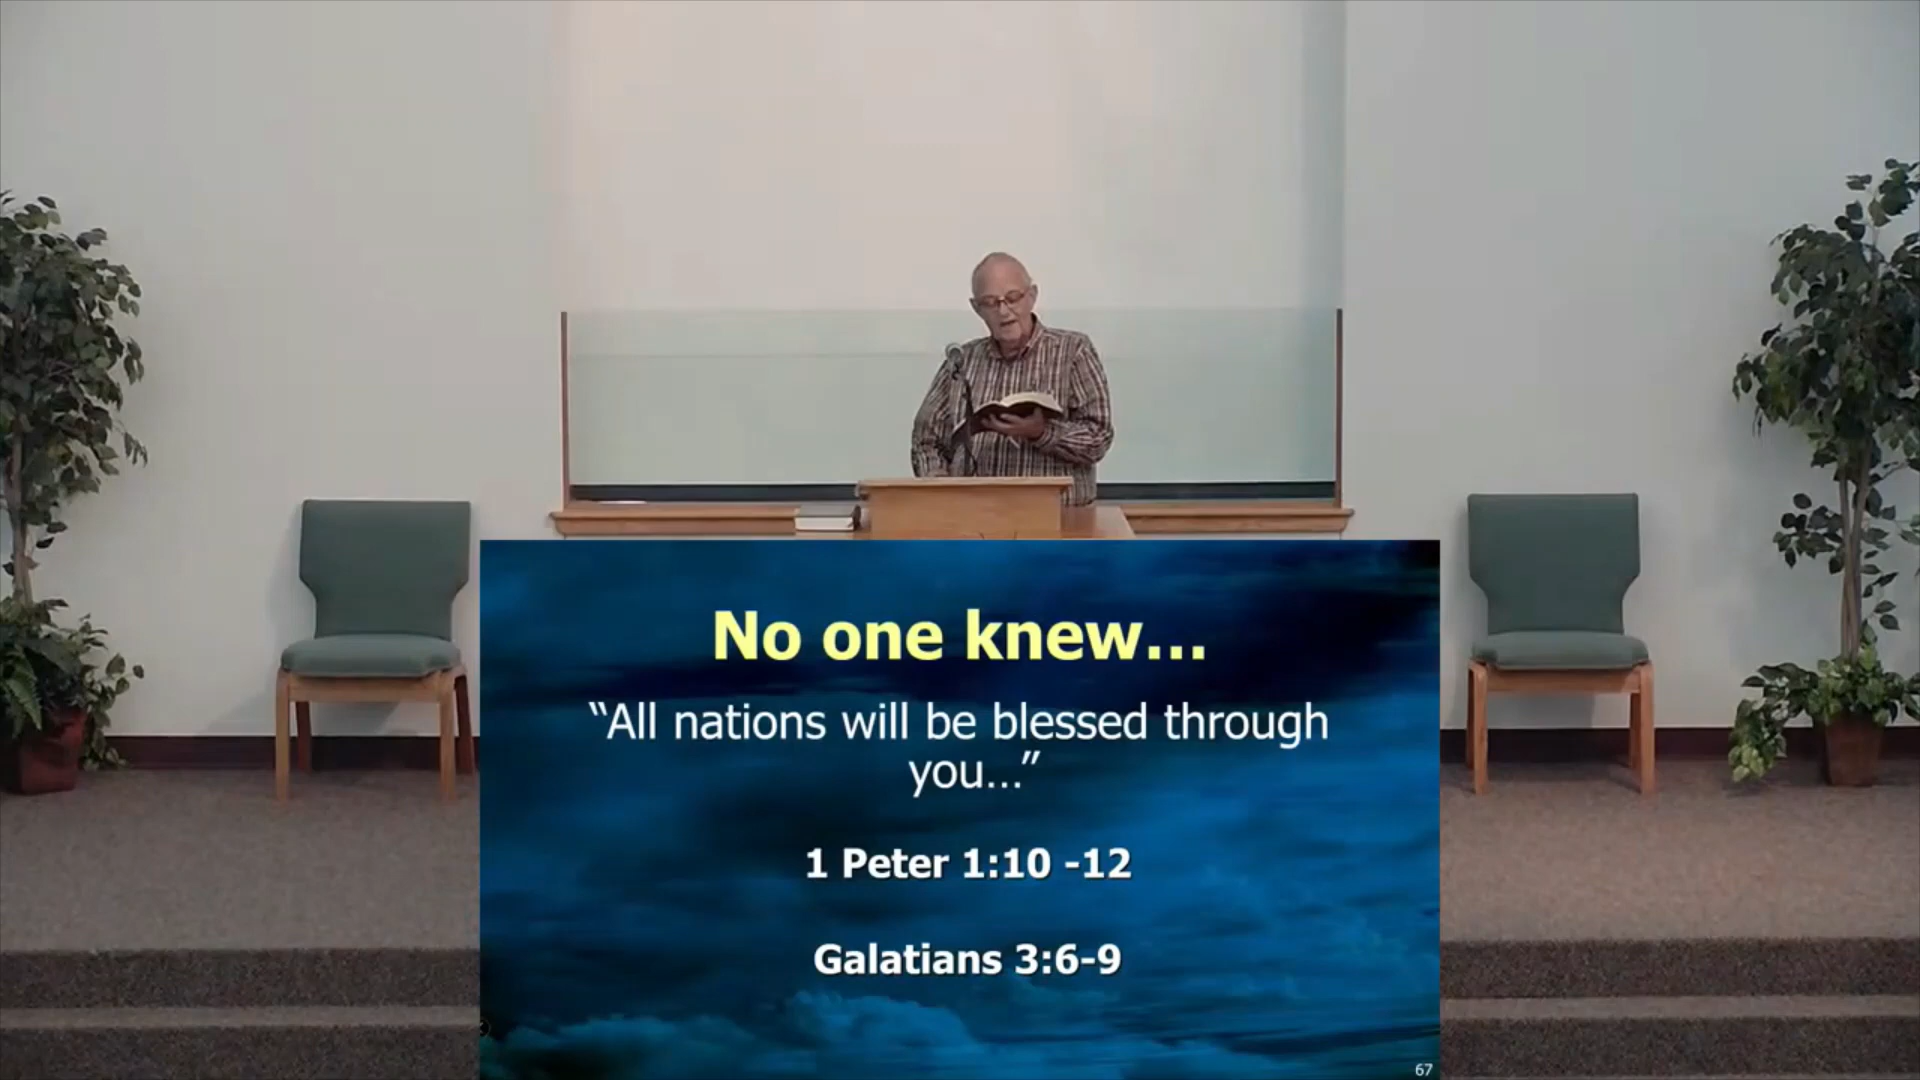 No one knew...
“All nations will be blessed through
you...”
1 Peter 1:10 -12
Galatians 3:6-9
67